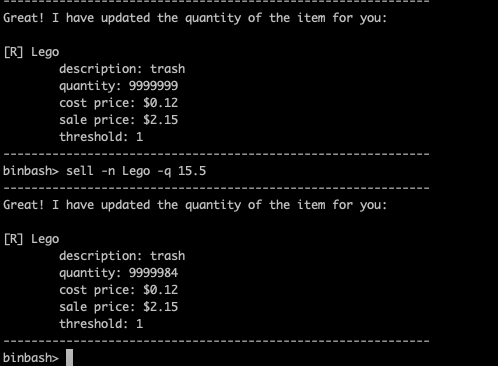 --------------------------------------------------------------
Great! I have updated the quantity of the item for you:
[R] Lego
description: trash
quantity: 9999999
cost price: $0.12
sale price: $2.15
threshold: 1
--------------------------------------------------------------
binbash> sell -n Lego -q 15.5
--------------------------------------------------------------
Great! I have updated the quantity of the item for you:
[R] Lego
description: trash
quantity: 9999984
cost price: $0.12
sale price: $2.15
threshold: 1
--------------------------------------------------------------
binbash>